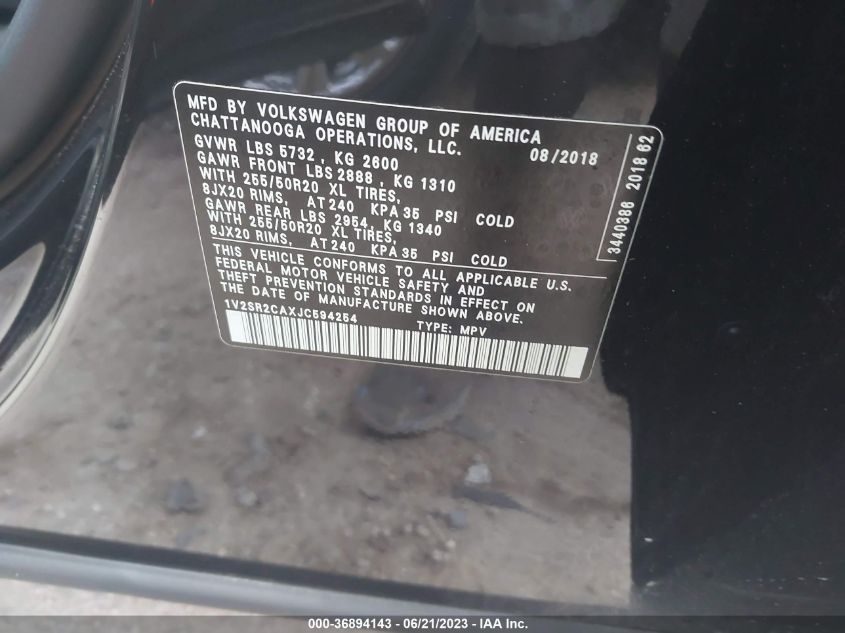 MFD BY VOLKSWAGEN GROUP OF AMERICA
CHATTANOOGA OPERATIONS, LLC.
08/2018
GVWR LBS 5732 , KG 2600
GAWR FRONT LBS 2888 , KG 1310
WITH 255/50R20 XL TIRES,
8JX20 RIMS, AT 240 KPA 35 PSI COLD
GAWR REAR LBS 2954, KG 1340
WITH 255/50R20 XL TIRES,
8JX20 RIMS, AT 240 KPA 35 PSI COLD
THIS VEHICLE CONFORMS TO ALL APPLICABLE U.S.
FEDERAL MOTOR VEHICLE SAFETY AND
THEFT PREVENTION STANDARDS IN EFFECT ON
THE DATE OF MANUFACTURE SHOWN ABOVE.
1V2SR2CAXJC594254 TYPE: MPV
3440386 2018 62
000-36894143 - 06/21/2023 - IAA Inc.